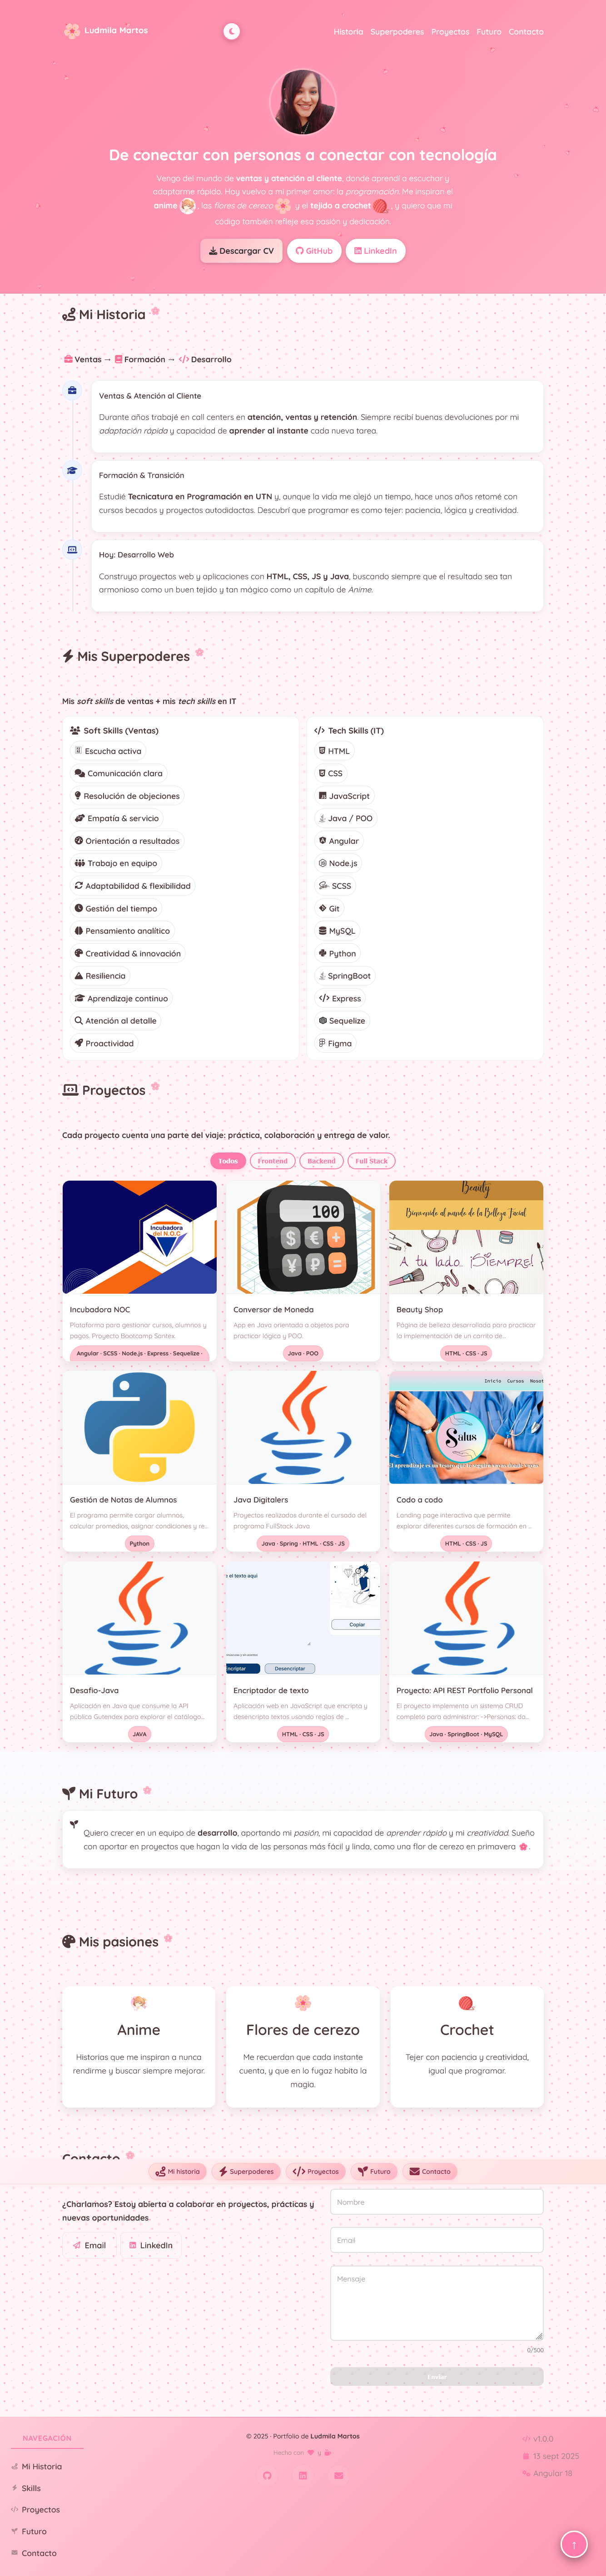 Ludmila Martos
Historia Superpoderes Proyectos Futuro Contacto
De conectar con personas a conectar con tecnología
Vengo del mundo de ventas y atención al cliente, donde aprendí a escuchar y
adaptarme rápido. Hoy vuelvo a mi primer amor: la programación. Me inspiran el
anime , las flores de cerezo y el tejido a crochet , y quiero que mi
código también refleje esa pasión y dedicación.
Descargar CV GitHub LinkedIn
Mi Historia
Ventas → Formación → Desarrollo
Ventas & Atención al Cliente
Durante años trabajé en call centers en atención, ventas y retención. Siempre recibí buenas devoluciones por mi
adaptación rápida y capacidad de aprender al instante cada nueva tarea.
Formación & Transición
Estudié Tecnicatura en Programación en UTN y, aunque la vida me alejó un tiempo, hace unos años retomé con
cursos becados y proyectos autodidactas. Descubrí que programar es como tejer: paciencia, lógica y creatividad.
Hoy: Desarrollo Web
Construyo proyectos web y aplicaciones con HTML, CSS, JS y Java, buscando siempre que el resultado sea tan
armonioso como un buen tejido y tan mágico como un capítulo de Anime.
Mis Superpoderes
Mis soft skills de ventas + mis tech skills en IT
Soft Skills (Ventas)
Escucha activa
Comunicación clara
Resolución de objeciones
Empatía & servicio
Orientación a resultados
Trabajo en equipo
Adaptabilidad & flexibilidad
Gestión del tiempo
Pensamiento analítico
Creatividad & innovación
Resiliencia
Aprendizaje continuo
Atención al detalle
Proactividad
Tech Skills (IT)
HTML
CSS
JavaScript
Java / POO
Angular
Node.js
SCSS
Git
MySQL
Python
SpringBoot
Express
Sequelize
Figma
Proyectos
Cada proyecto cuenta una parte del viaje: práctica, colaboración y entrega de valor.
Todos Frontend Backend Full Stack
Incubadora
del N.O.C
Incubadora NOC
Plataforma para gestionar cursos, alumnos y
pagos. Proyecto Bootcamp Santex.
Angular · SCSS · Node.js · Express · Sequelize ·
100
$ € + ¥ ₽ =
Conversor de Moneda
App en Java orientada a objetos para
practicar lógica y POO.
Java · POO
Beauty
Bienvenido al mundo de la Belleza Facial
A tu lado. ¡SIEMPRE!
Beauty Shop
Página de belleza desarrollada para practicar
la implementación de un carrito de...
HTML · CSS · JS
Gestión de Notas de Alumnos
El programa permite cargar alumnos,
calcular promedios, asignar condiciones y re...
Python
Java Digitalers
Proyectos realizados durante el cursado del
programa FullStack Java
Java · Spring · HTML · CSS · JS
Inicio Cursos Nosot
Salus
Codo a codo
Landing page interactiva que permite
explorar diferentes cursos de formación en ...
HTML · CSS · JS
Desafio-Java
Aplicación en Java que consume la API
pública Gutendex para explorar el catálogo...
JAVA
el texto aquí
Copiar
Encriptar Desencriptar
Encriptador de texto
Aplicación web en JavaScript que encripta y
desencripta textos usando reglas de ...
HTML · CSS · JS
Proyecto: API REST Portfolio Personal
El proyecto implementa un sistema CRUD
completo para administrar: ->Personas: da...
Java · SpringBoot · MySQL
Mi Futuro
Quiero crecer en un equipo de desarrollo, aportando mi pasión, mi capacidad de aprender rápido y mi creatividad. Sueño
con aportar en proyectos que hagan la vida de las personas más fácil y linda, como una flor de cerezo en primavera .
Mis pasiones
Anime
Historias que me inspiran a nunca
rendirme y buscar siempre mejorar.
Flores de cerezo
Me recuerdan que cada instante
cuenta, y que en lo fugaz habita la
magia.
Crochet
Tejer con paciencia y creatividad,
igual que programar.
Contacto
Mi historia Superpoderes Proyectos Futuro Contacto
¿Charlamos? Estoy abierta a colaborar en proyectos, prácticas y
nuevas oportunidades.
Email LinkedIn
Nombre
Email
Mensaje
0/500
Enviar
NAVEGACIÓN
Mi Historia
Skills
Proyectos
Futuro
Contacto
© 2025 · Portfolio de Ludmila Martos
Hecho con y
v1.0.0
13 sept 2025
Angular 18
↑